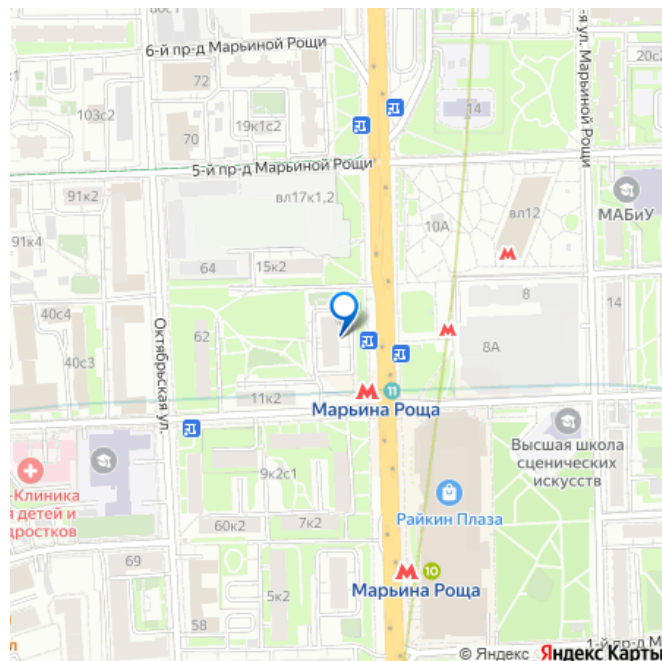 6-й пр-д Марьиной Рощи
-я ул. Марьиной Рощи
20с2
72
14
103с2
19к1с2
70
5-й пр-д Марьиной Рощи
вл17к1,2
91к2
МАБиУ
10А
вл12
91к4
64
15к2
8
14
40с4
62
8А
40с3
Октябрьская ул.
11к2
11
Марьина Роща
Высшая школа
сценических
искусств
9к2с1
-Клиника
я детей и
дростков
Райкин Плаза
60к2
7к2
69
10
Марьина Роща
5к2
58
1-й
© Яндекс Яндекс Карты